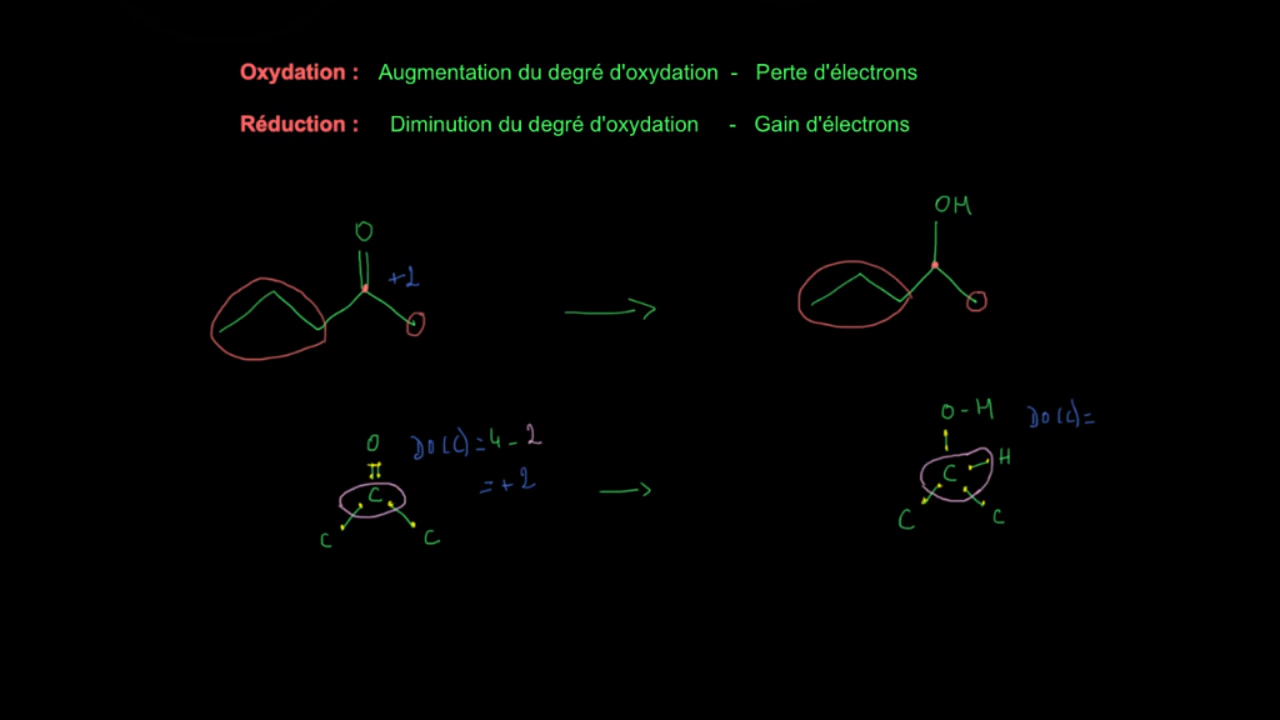 Oxydation : Augmentation du degré d'oxydation - Perte d'électrons
Réduction : Diminution du degré d'oxydation - Gain d'électrons
OH
O
+2
O - H
DO(C)=
O
DO(C)= 4 - 2
C
H
= + 2
C
C
C
C
C